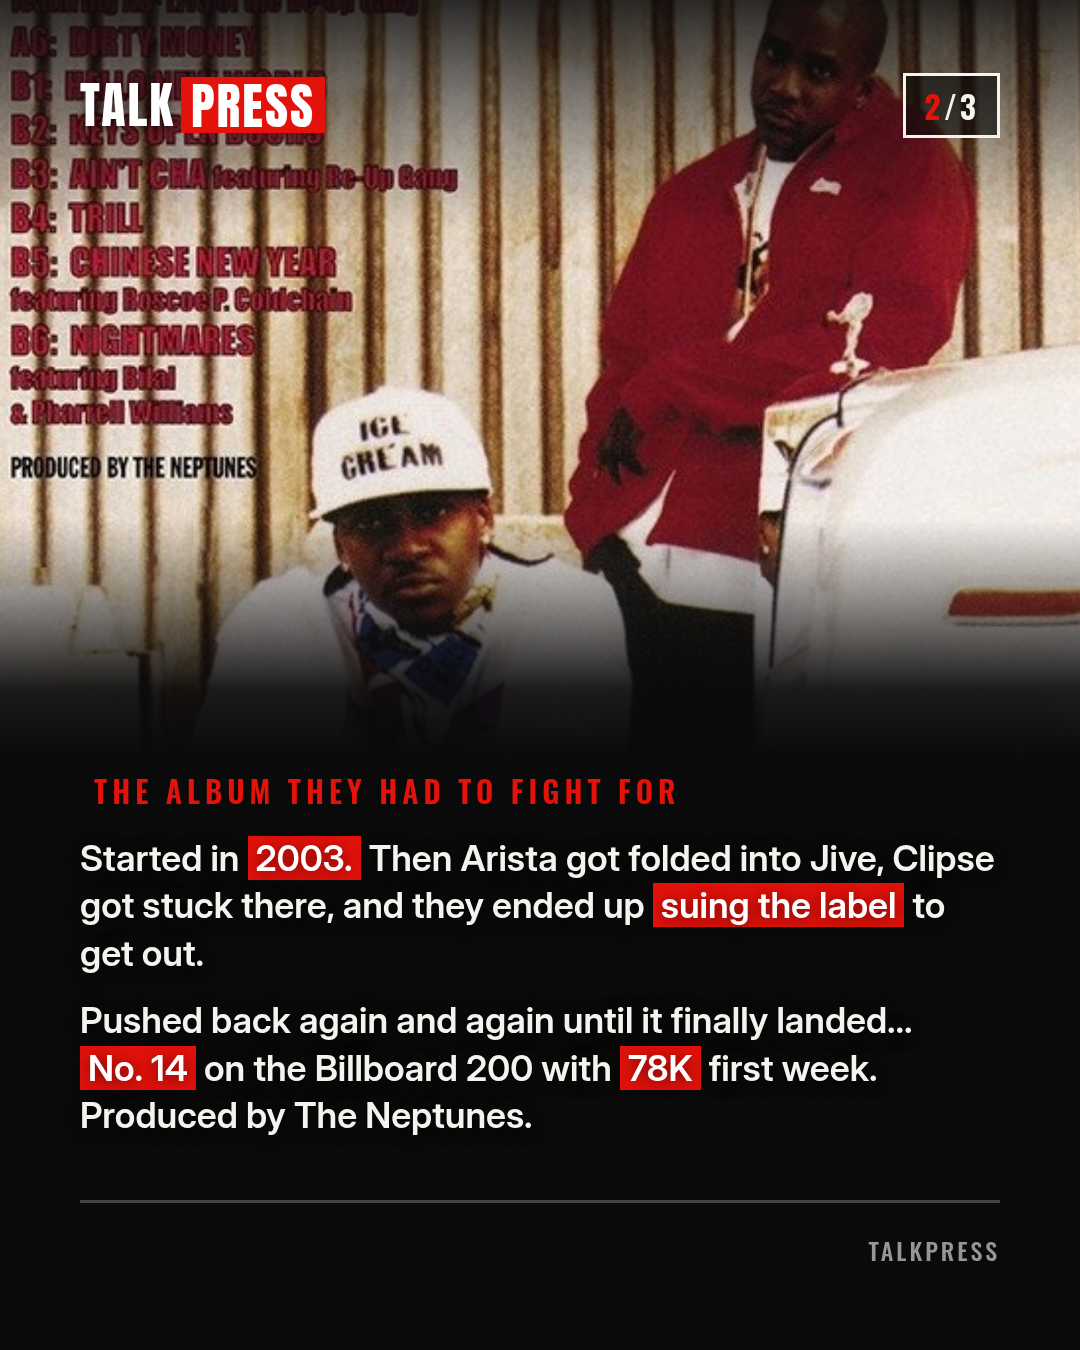 A6: DIRTY MONEY
TALK PRESS
2/3
B3: AIN'T CHA featuring Re-Up Gang
B4: TRILL
B5: CHINESE NEW YEAR
featuring Roscoe P. Coldchain
B6: NIGHTMARES
featuring Bilal
& Pharrell Williams
PRODUCED BY THE NEPTUNES
ICE
CREAM
THE ALBUM THEY HAD TO FIGHT FOR
Started in 2003. Then Arista got folded into Jive, Clipse
got stuck there, and they ended up suing the label to
get out.
Pushed back again and again until it finally landed...
No. 14 on the Billboard 200 with 78K first week.
Produced by The Neptunes.
TALKPRESS